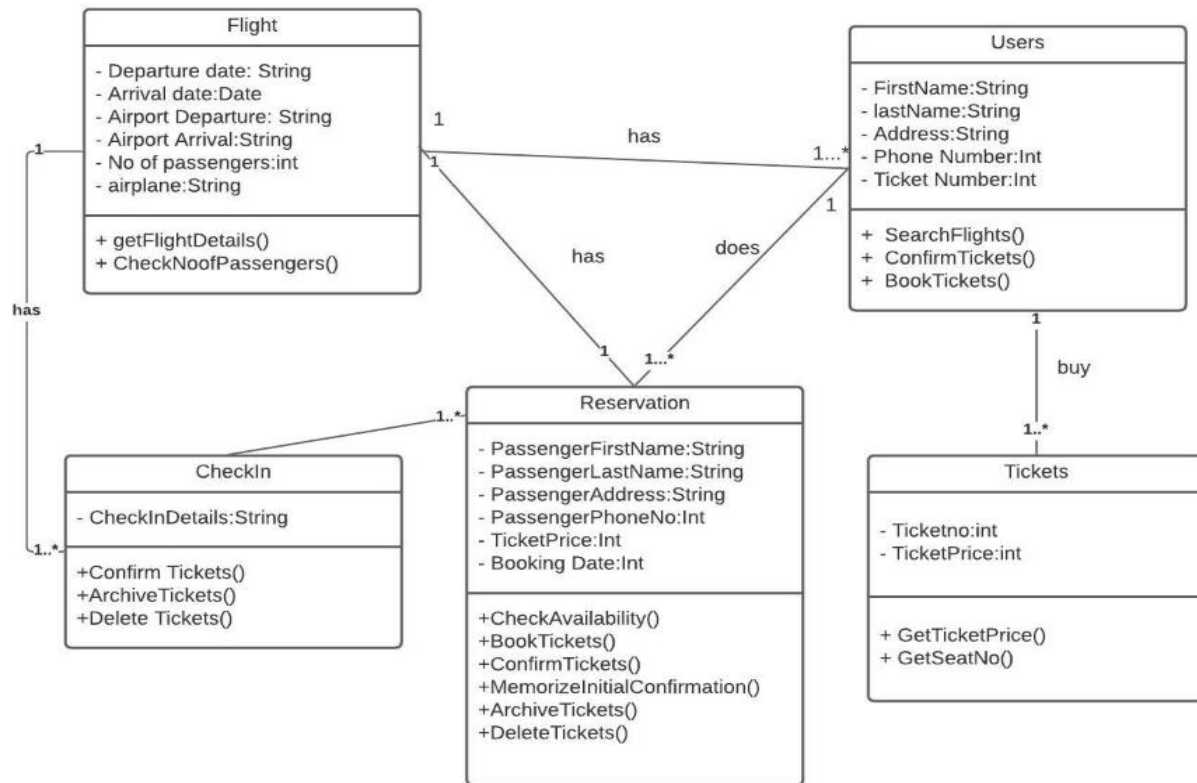 Flight
- Departure date: String
- Arrival date:Date
- Airport Departure: String
- Airport Arrival:String
- No of passengers:int
- airplane:String
+ getFlightDetails()
+ CheckNoofPassengers()
Users
- FirstName:String
- lastName:String
- Address:String
- Phone Number:Int
- Ticket Number:Int
+ SearchFlights()
+ ConfirmTickets()
+ BookTickets()
1
has
1...*
1
has
1
1
does
1...*
1
has
1..*
1
buy
1..*
1..*
CheckIn
- CheckInDetails:String
+Confirm Tickets()
+ArchiveTickets()
+Delete Tickets()
Reservation
- PassengerFirstName:String
- PassengerLastName:String
- PassengerAddress:String
- PassengerPhoneNo:Int
- TicketPrice:Int
- Booking Date:Int
+CheckAvailability()
+BookTickets()
+ConfirmTickets()
+MemorizeInitialConfirmation()
+ArchiveTickets()
+DeleteTickets()
Tickets
- Ticketno:int
- TicketPrice:int
+ GetTicketPrice()
+ GetSeatNo()